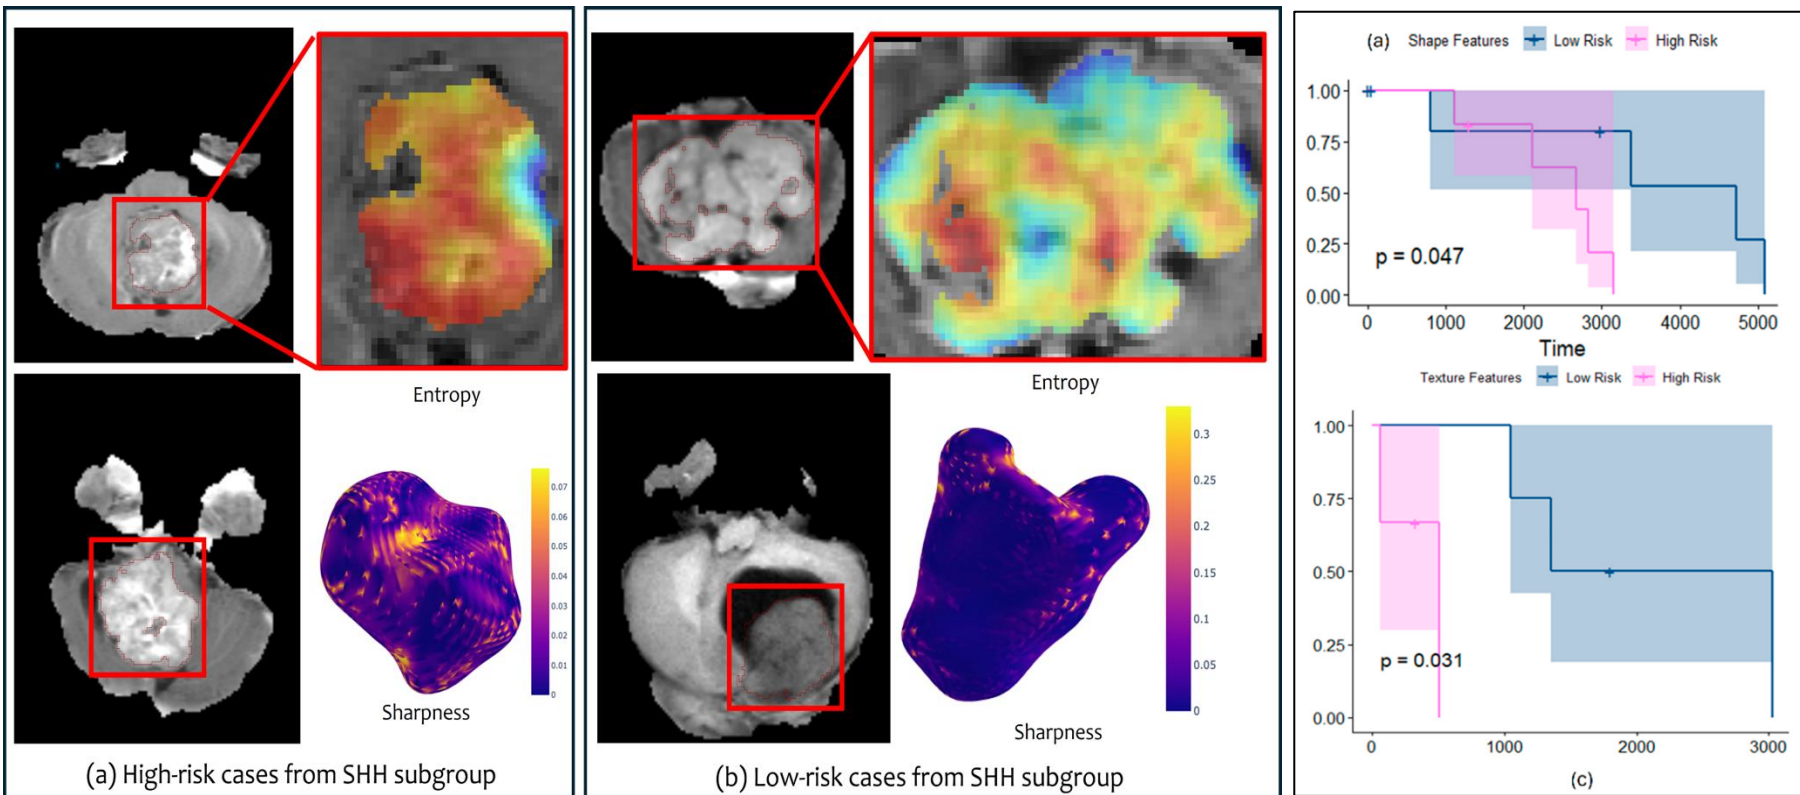 Entropy
0.07
0.06
0.05
0.04
0.03
0.02
0.01
0
Sharpness
(a) High-risk cases from SHH subgroup
Entropy
0.3
0.25
0.2
0.15
0.1
0.05
0
Sharpness
(b) Low-risk cases from SHH subgroup
(a) Shape Features Low Risk High Risk
1.00
0.75
0.50
0.25
0.00
p = 0.047
0 1000 2000 3000 4000 5000
Time
Texture Features Low Risk High Risk
1.00
0.75
0.50
0.25
0.00
p = 0.031
0 1000 2000 3000
(c)